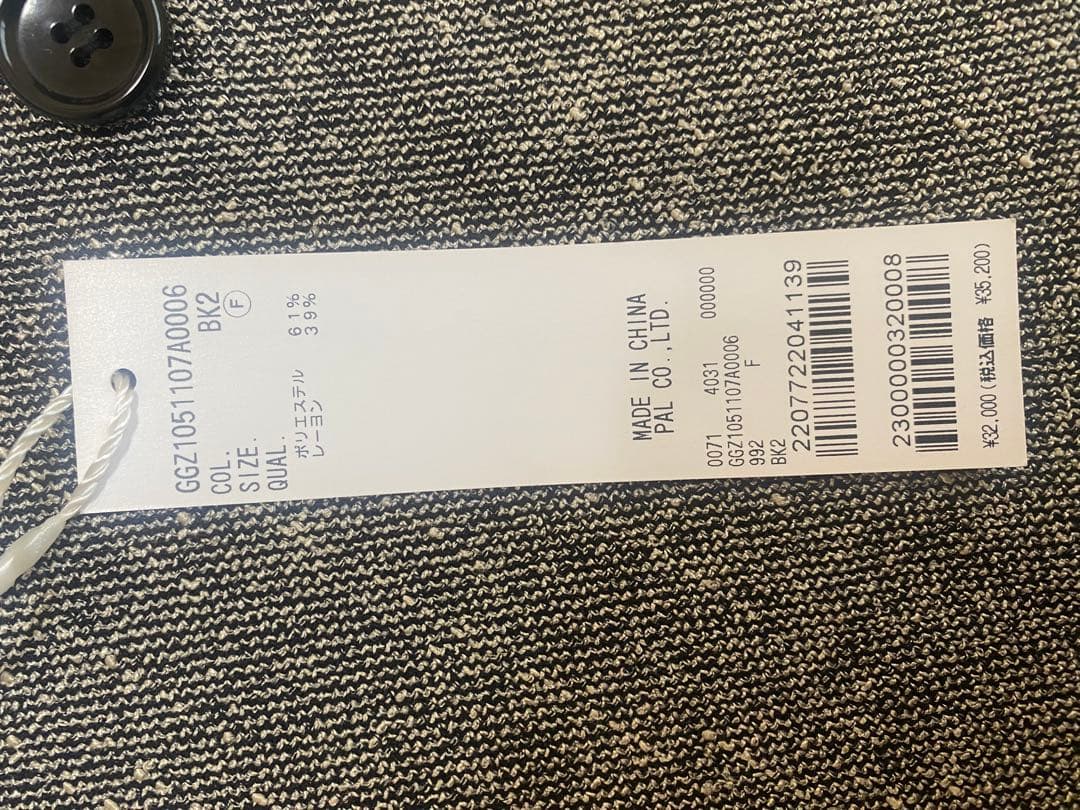 GGZ1051107A0006
COL. BK2
SIZE. F
QUAL.
ポリエステル 61%
レーヨン 39%
MADE IN CHINA
PAL CO.,LTD.
0071 4031 000000
GGZ1051107A0006
992 F
BK2
2207722041139
2300000320008
¥32,000(税込価格 ¥35,200)